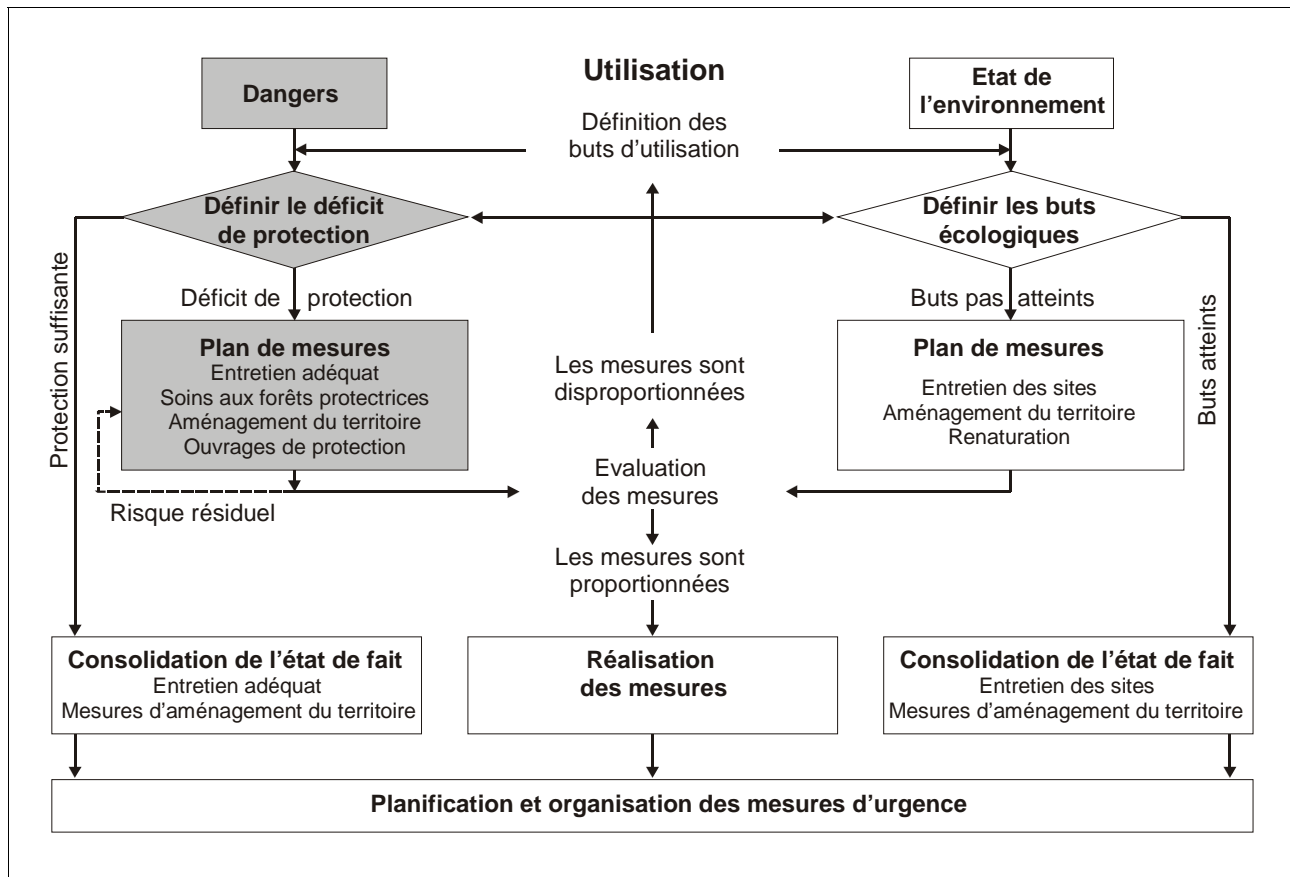 Utilisation
Dangers
Etat de
l'environnement
Définition des
buts d'utilisation
Définir le déficit
de protection
Définir les buts
écologiques
Protection suffisante
Déficit de protection
Buts pas atteints
Buts atteints
Plan de mesures
Entretien adéquat
Soins aux forêts protectrices
Aménagement du territoire
Ouvrages de protection
Les mesures sont
disproportionnées
Plan de mesures
Entretien des sites
Aménagement du territoire
Renaturation
Evaluation
des mesures
Risque résiduel
Les mesures sont
proportionnées
Consolidation de l'état de fait
Entretien adéquat
Mesures d'aménagement du territoire
Réalisation
des mesures
Consolidation de l'état de fait
Entretien des sites
Mesures d'aménagement du territoire
Planification et organisation des mesures d'urgence